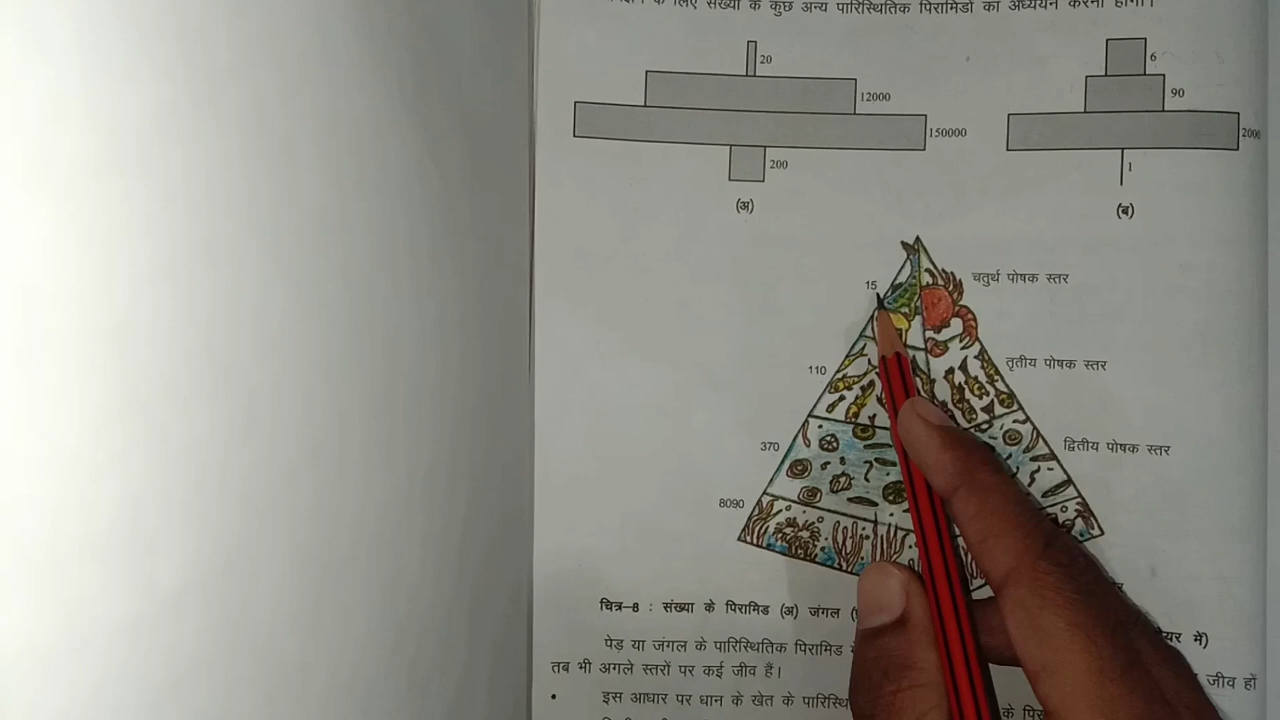 के लिए संख्या के कुछ अन्य पारिस्थितिक पिरामिडों का अध्ययन करना होगा।
20
12000
150000
200
(अ)
6
90
1
(ब)
15
चतुर्थ पोषक स्तर
110
तृतीय पोषक स्तर
370
द्वितीय पोषक स्तर
8090
चित्र–6 : संख्या के पिरामिड (अ) जंगल
में)
पेड़ या जंगल के पारिस्थितिक पिरामिड
तब भी अगले स्तरों पर कई जीव हैं।
जीव हों
• इस आधार पर धान के खेत के
के